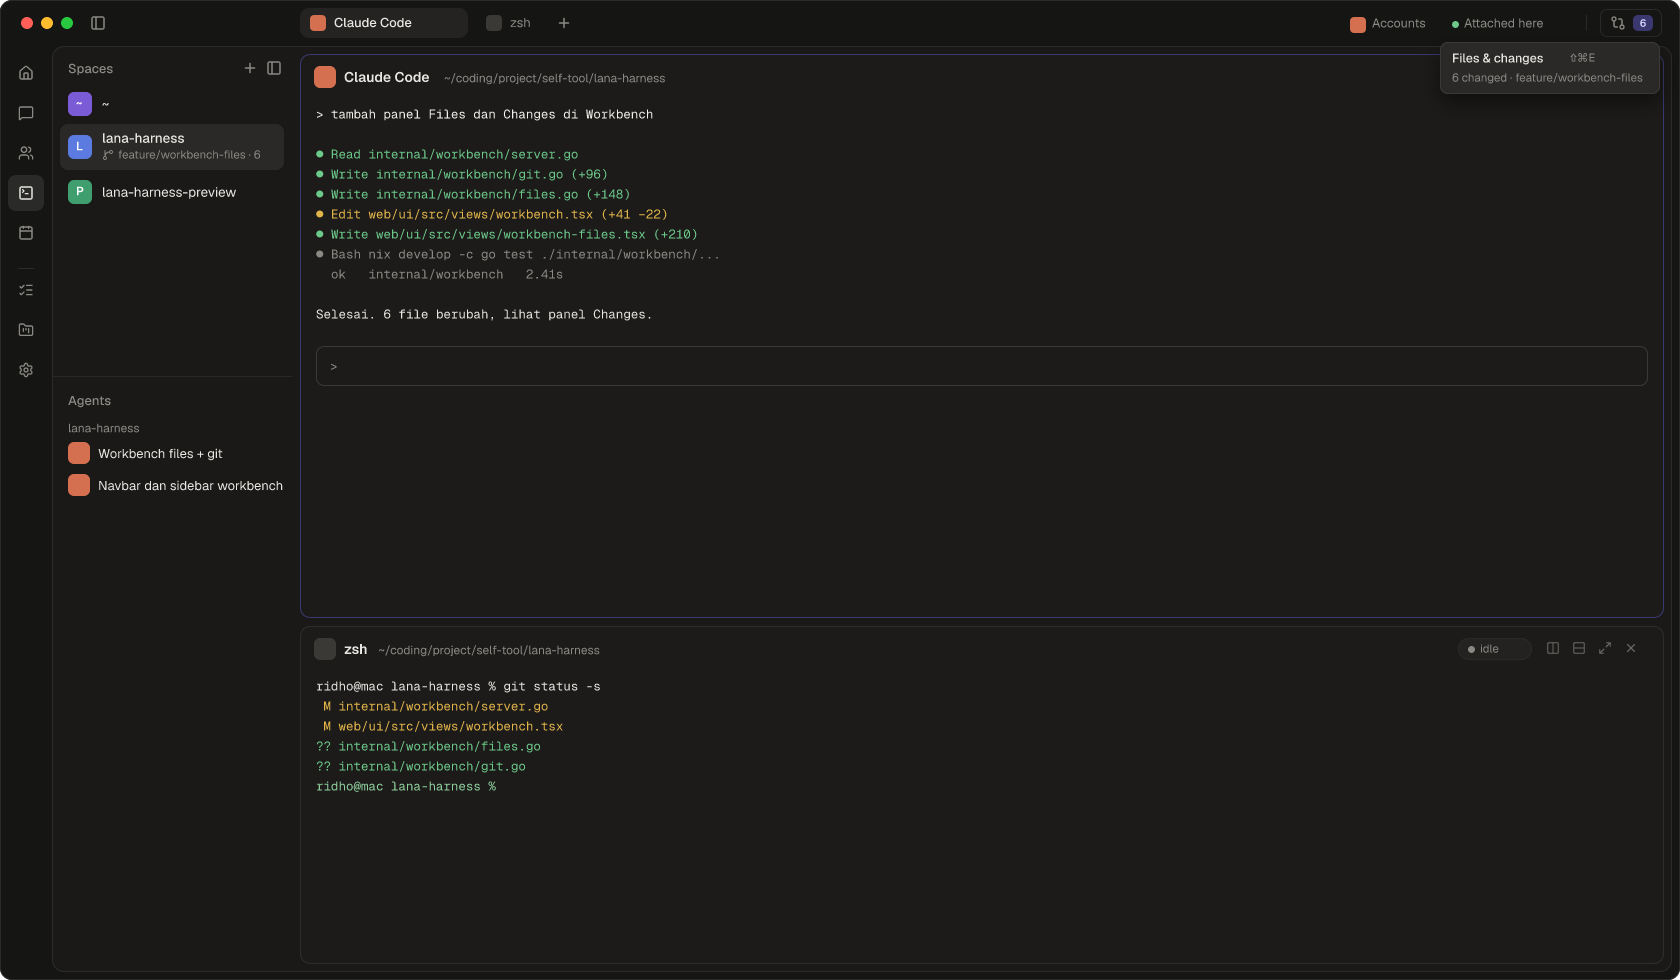 Claude Code
zsh
Accounts
Attached here
6
Files & changes ⇧⌘E
6 changed · feature/workbench-files
Spaces
~ ~
L lana-harness
feature/workbench-files · 6
P lana-harness-preview
Agents
lana-harness
Workbench files + git
Navbar dan sidebar workbench
Claude Code ~/coding/project/self-tool/lana-harness
> tambah panel Files dan Changes di Workbench
● Read internal/workbench/server.go
● Write internal/workbench/git.go (+96)
● Write internal/workbench/files.go (+148)
● Edit web/ui/src/views/workbench.tsx (+41 −22)
● Write web/ui/src/views/workbench-files.tsx (+210)
● Bash nix develop -c go test ./internal/workbench/...
ok internal/workbench 2.41s
Selesai. 6 file berubah, lihat panel Changes.
>
zsh ~/coding/project/self-tool/lana-harness
idle
ridho@mac lana-harness % git status -s
M internal/workbench/server.go
M web/ui/src/views/workbench.tsx
?? internal/workbench/files.go
?? internal/workbench/git.go
ridho@mac lana-harness %